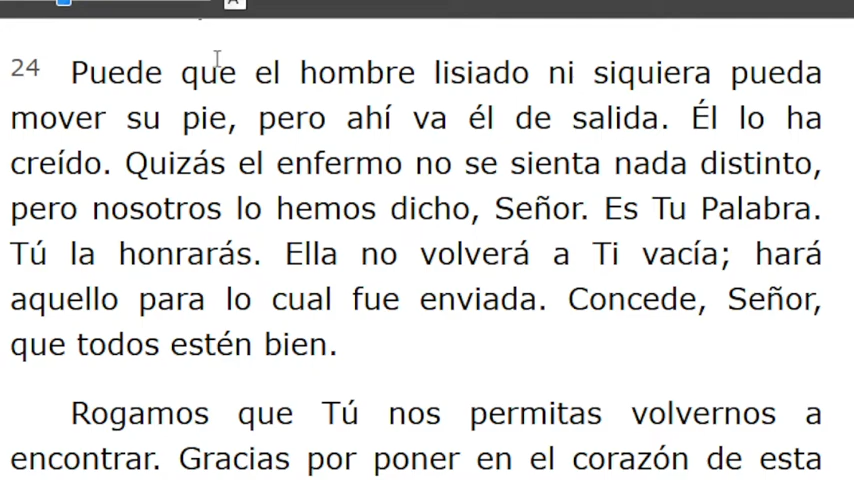 A
24 Puede que el hombre lisiado ni siquiera pueda
mover su pie, pero ahí va él de salida. Él lo ha
creído. Quizás el enfermo no se sienta nada distinto,
pero nosotros lo hemos dicho, Señor. Es Tu Palabra.
Tú la honrarás. Ella no volverá a Ti vacía; hará
aquello para lo cual fue enviada. Concede, Señor,
que todos estén bien.
Rogamos que Tú nos permitas volvernos a
encontrar. Gracias por poner en el corazón de esta